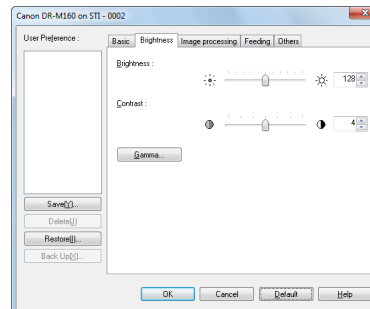 Canon DR-M160 on STI - 0002
User Preference :
Basic Brightness Image processing Feeding Others
Brightness :
128
Contrast :
4
Gamma...
Save(Y)...
Delete(J)
Restore(I)...
Back Up(X)...
OK Cancel Default Help